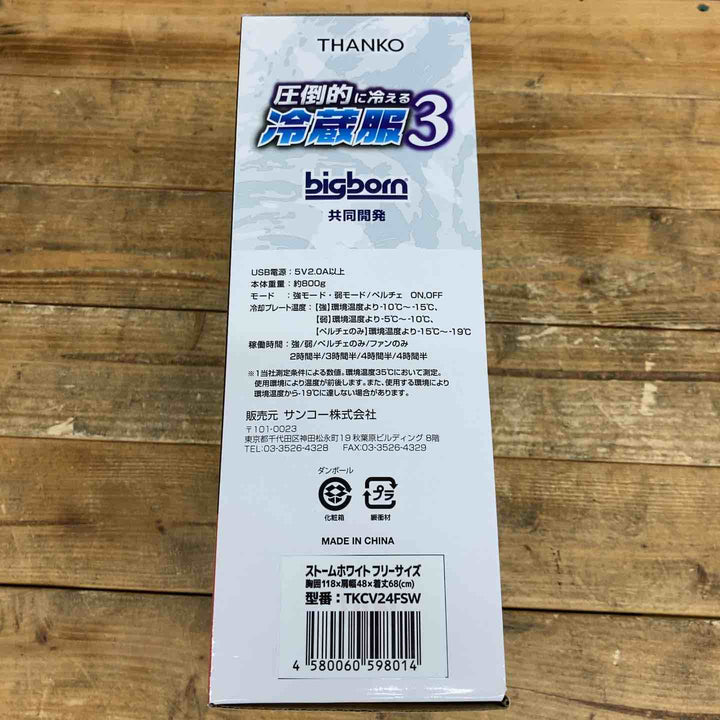 THANKO
圧倒的に冷える
冷蔵服3
bigborn
共同開発
USB電源：5V2.0A以上
本体重量：約800g
モード：強モード・弱モード/ペルチェ ON,OFF
冷却プレート温度：【強】環境温度より-10℃～-15℃、
【弱】環境温度より-5℃～-10℃、
【ペルチェのみ】環境温度より-15℃～-19℃
稼働時間：強/弱/ペルチェのみ/ファンのみ
2時間半/3時間半/4時間半/4時間半
※1当社測定条件による数値。環境温度35℃において測定。
使用環境により温度が前後します。また、使用する環境により
環境温度から-19℃に達しない場合があります。
販売元 サンコー株式会社
〒101-0023
東京都千代田区神田松永町19 秋葉原ビルディング 8階
TEL:03-3526-4328 FAX:03-3526-4329
ダンボール
化粧箱
プラ
緩衝材
MADE IN CHINA
ストームホワイト フリーサイズ
胸囲118×肩幅48×着丈68(cm)
型番：TKCV24FSW
4 580060 598014